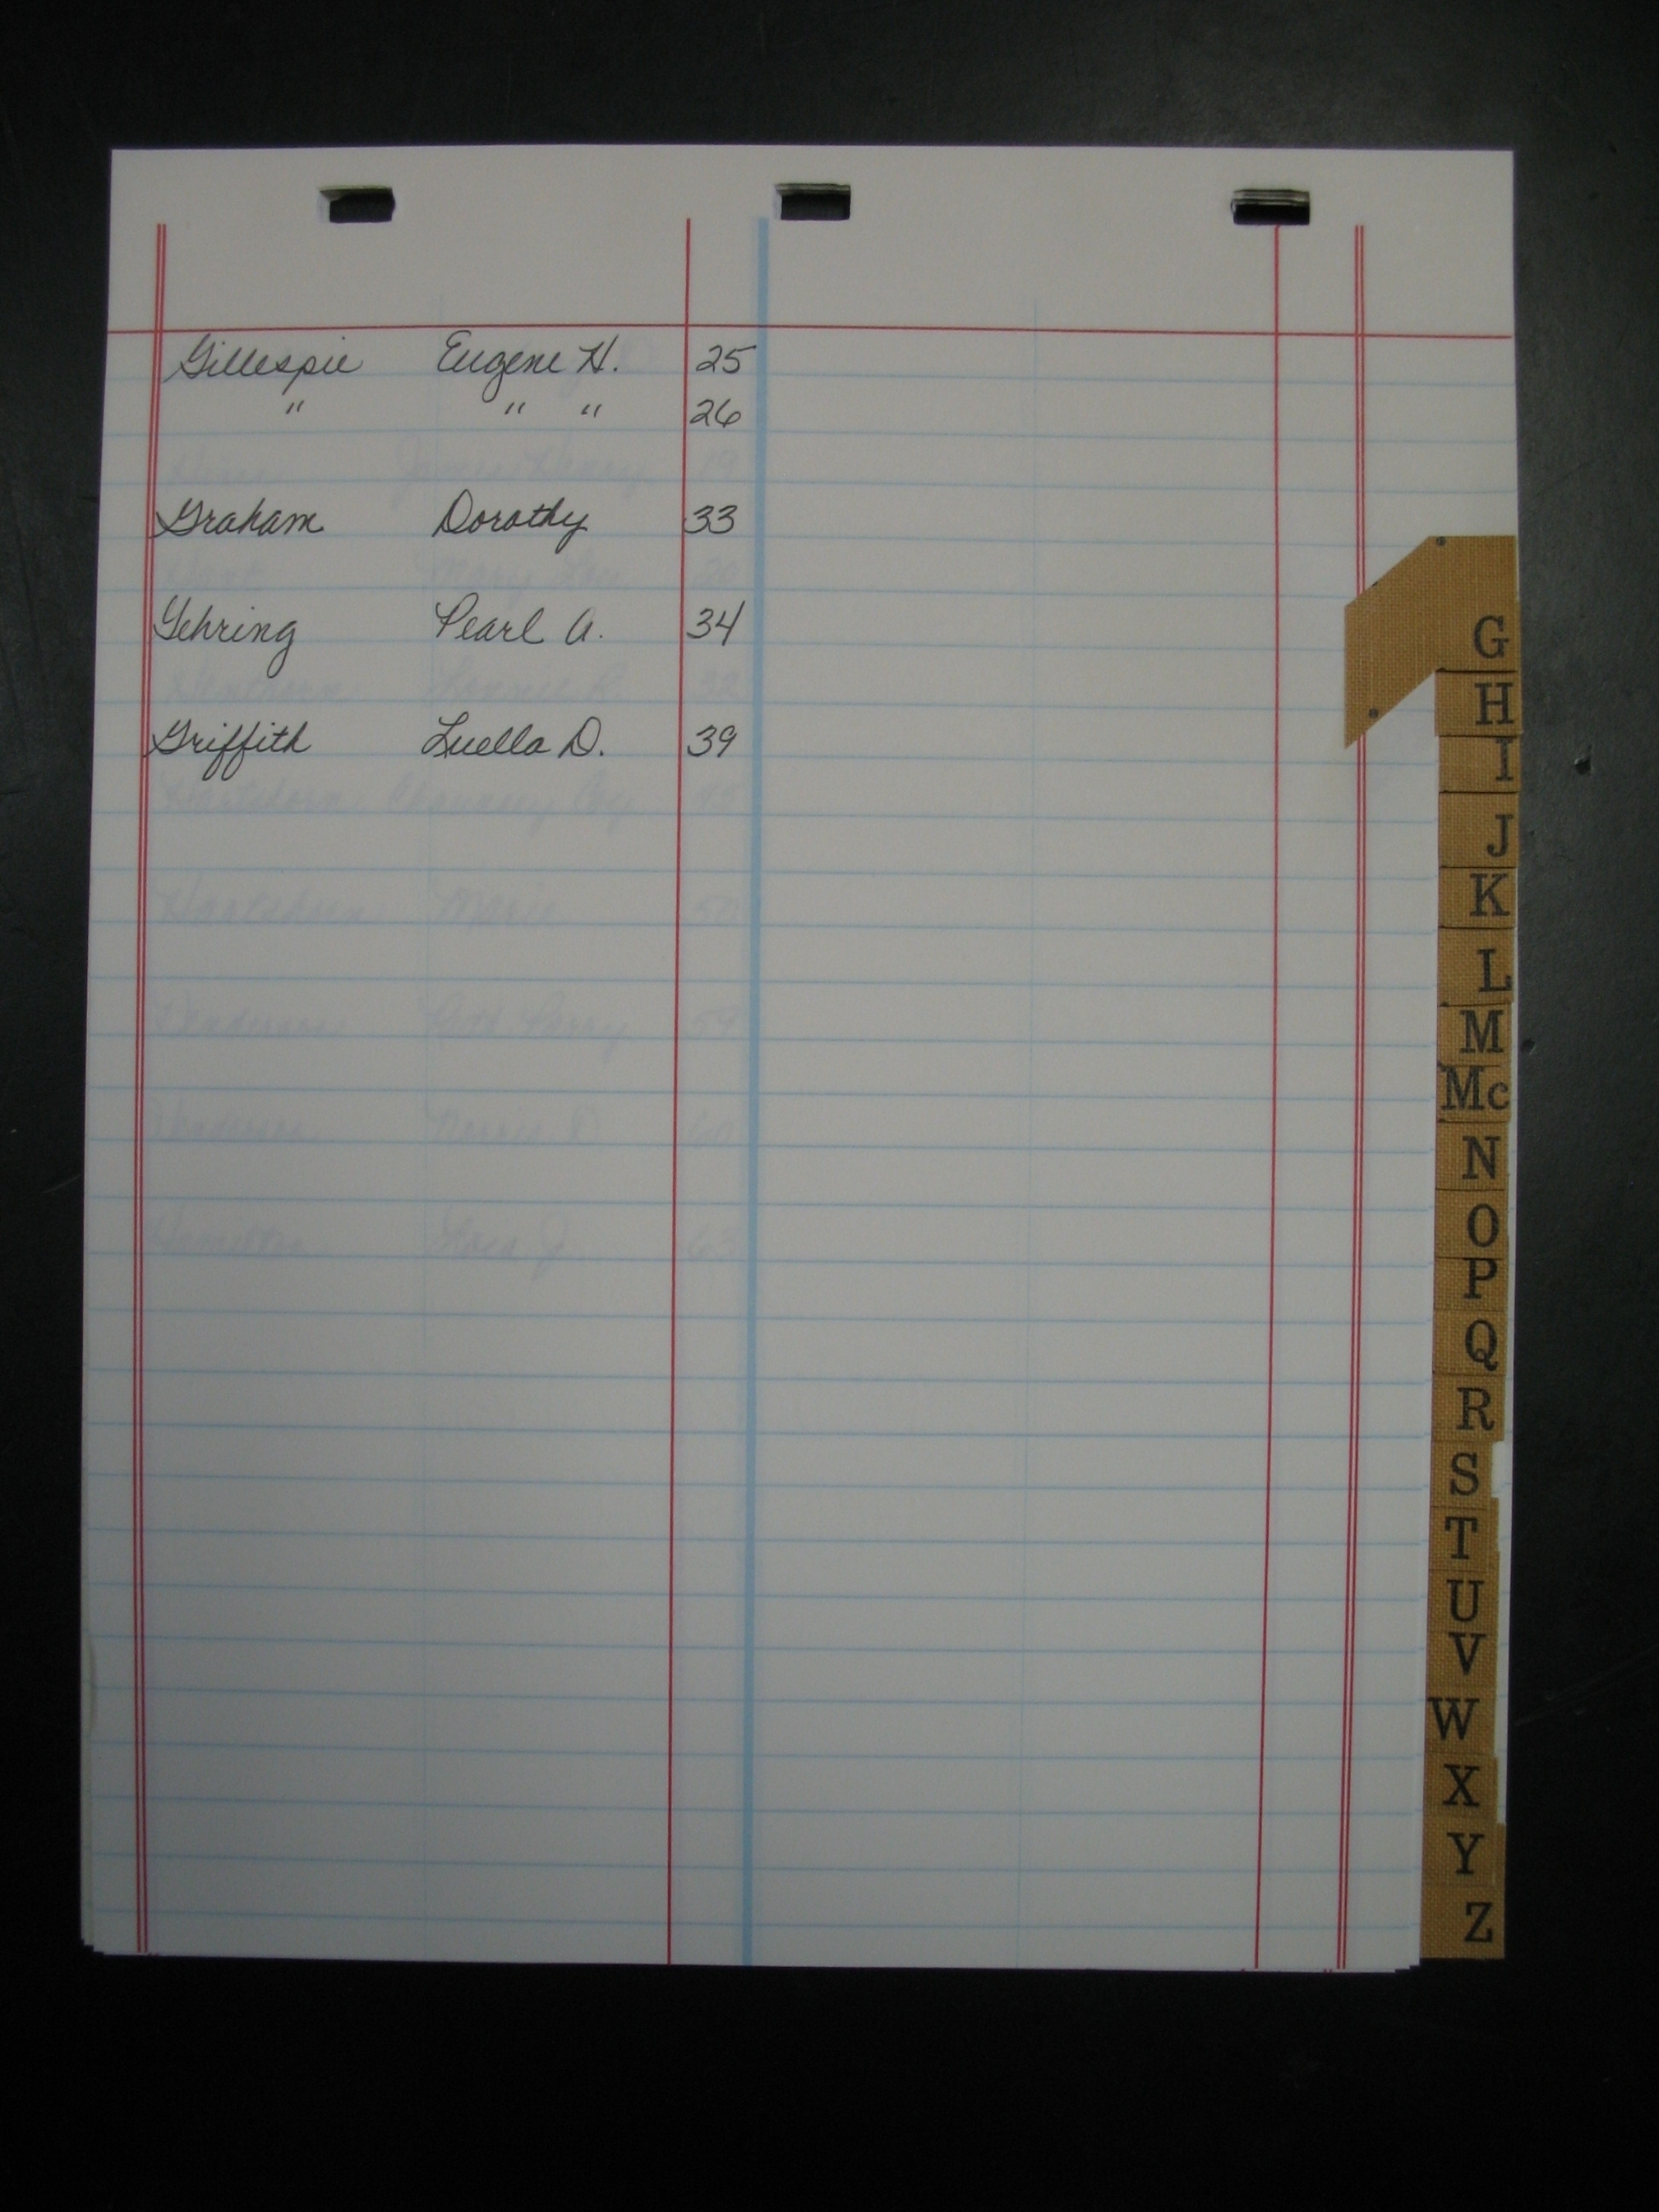 Gillespie Eugene H. 25
" " " 26
Graham Dorothy 33
Gehring Pearl A. 34
Griffith Luella D. 39
G
H
I
J
K
L
M
Mc
N
O
P
Q
R
S
T
U
V
W
X
Y
Z